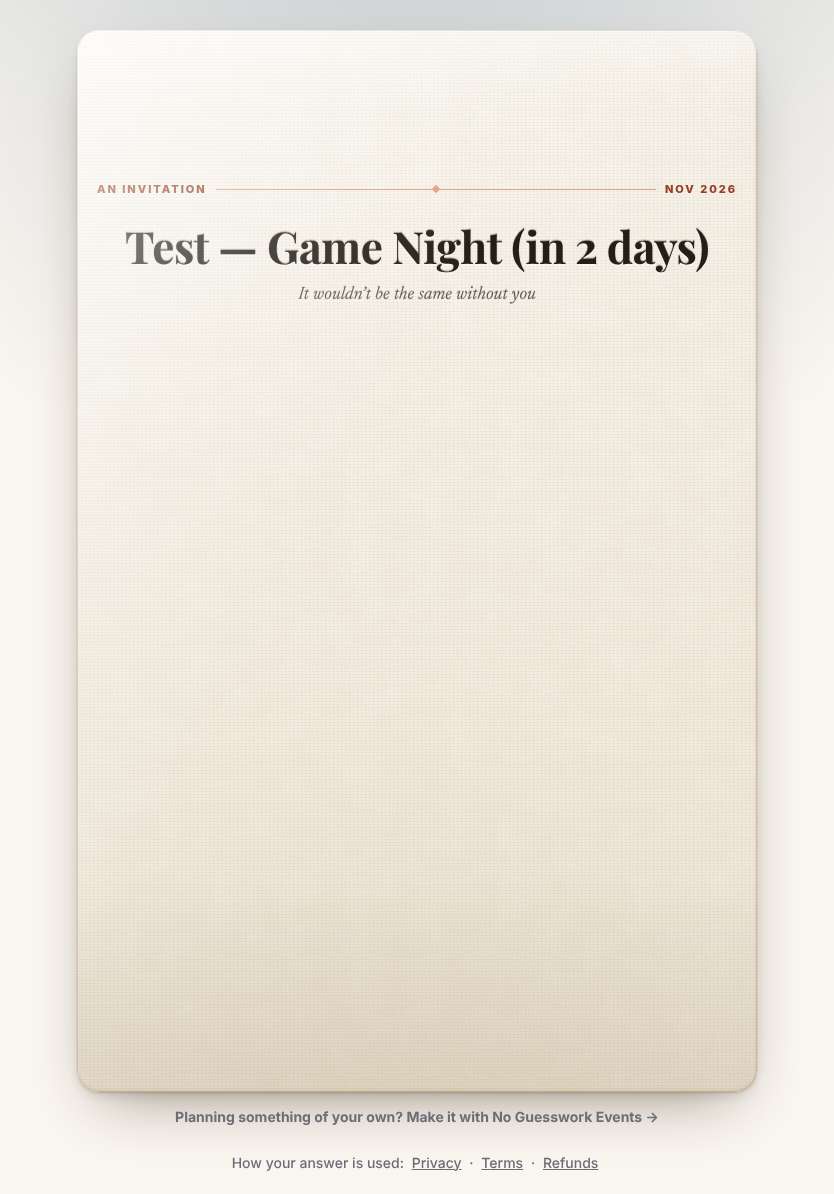 AN INVITATION NOV 2026
Test — Game Night (in 2 days)
It wouldn’t be the same without you
Planning something of your own? Make it with No Guesswork Events →
How your answer is used: Privacy · Terms · Refunds